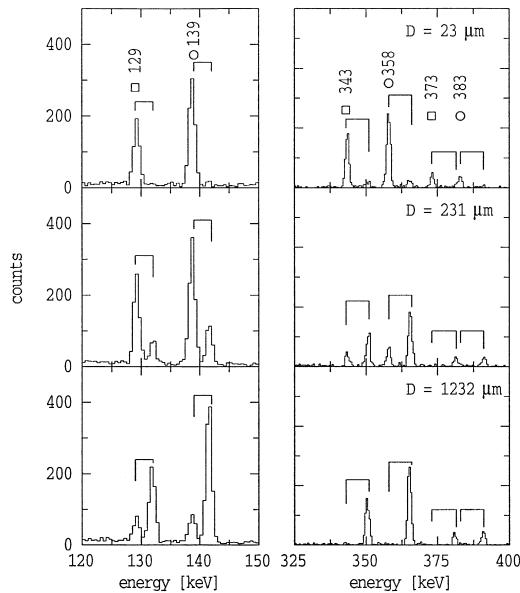 D = 23 μm
□ 129
○ 139
□ 343
○ 358
□ 373
○ 383
400
200
0
D = 231 μm
counts
400
200
0
D = 1232 μm
400
200
0
120 130 140 150
325 350 375 400
energy [keV] energy [keV]